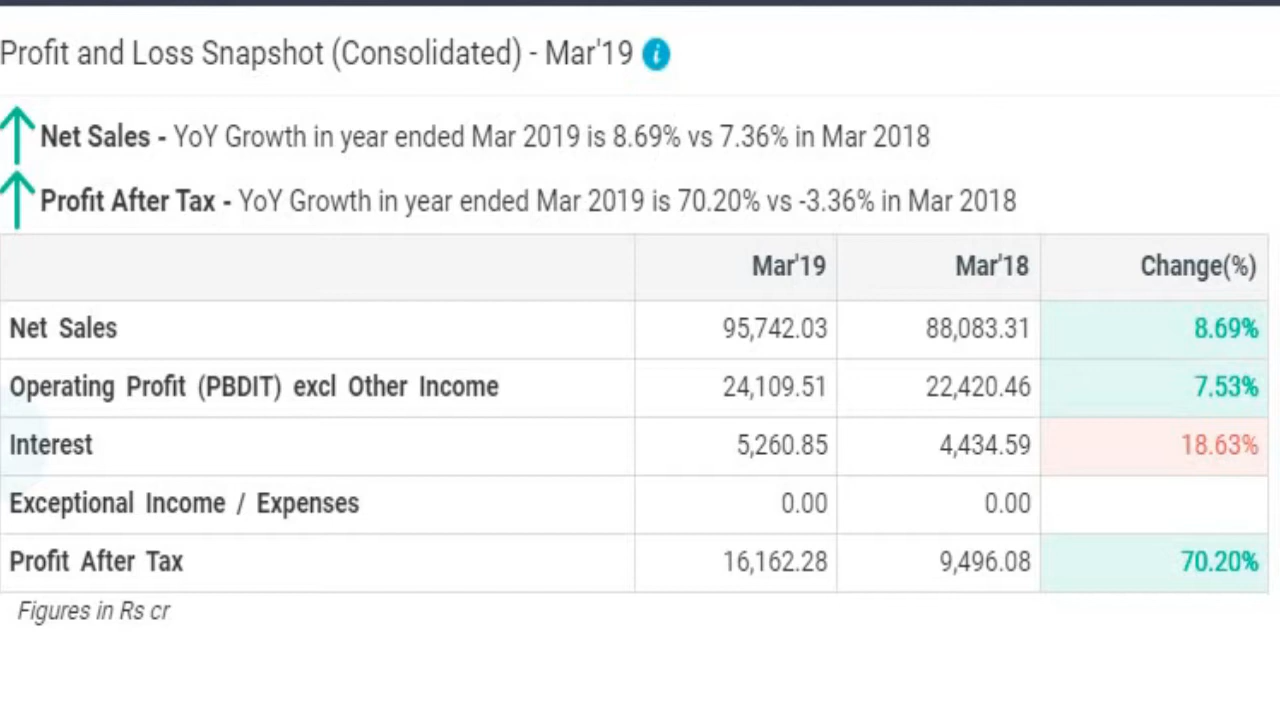 Profit and Loss Snapshot (Consolidated) - Mar'19 i
Net Sales - YoY Growth in year ended Mar 2019 is 8.69% vs 7.36% in Mar 2018
Profit After Tax - YoY Growth in year ended Mar 2019 is 70.20% vs -3.36% in Mar 2018
Mar'19 Mar'18 Change(%)
Net Sales 95,742.03 88,083.31 8.69%
Operating Profit (PBDIT) excl Other Income 24,109.51 22,420.46 7.53%
Interest 5,260.85 4,434.59 18.63%
Exceptional Income / Expenses 0.00 0.00
Profit After Tax 16,162.28 9,496.08 70.20%
Figures in Rs cr